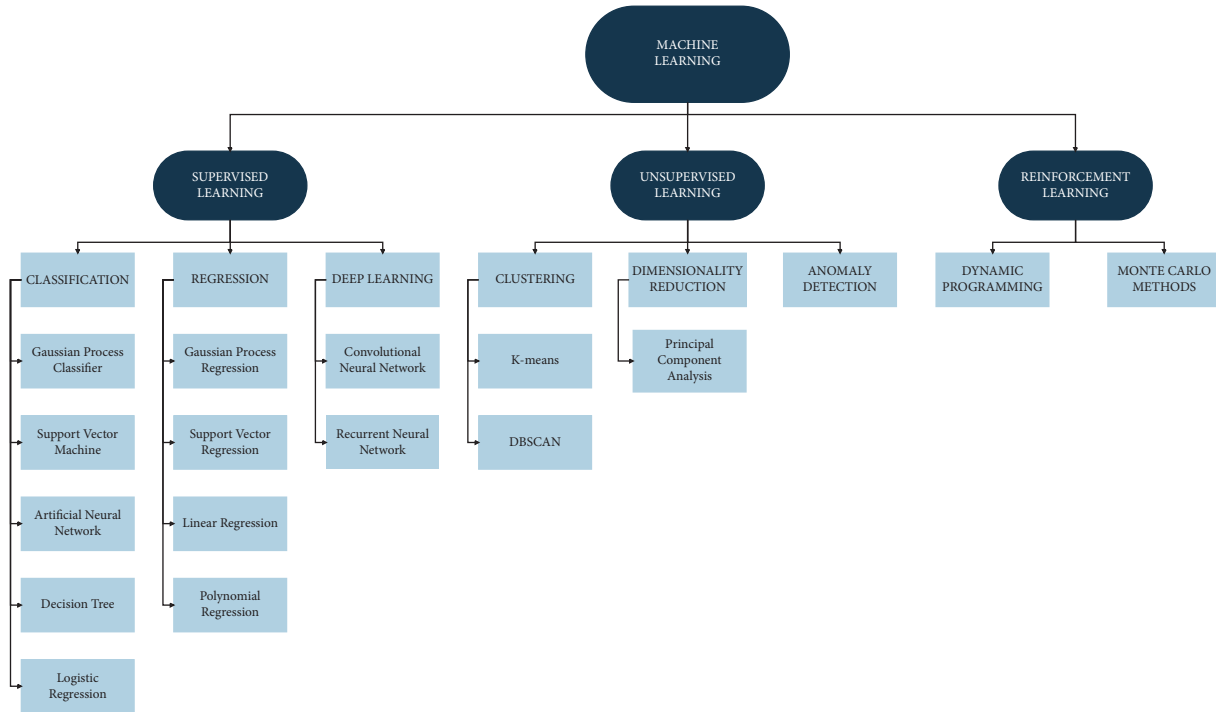 MACHINE
LEARNING
SUPERVISED
LEARNING
UNSUPERVISED
LEARNING
REINFORCEMENT
LEARNING
CLASSIFICATION
REGRESSION
DEEP LEARNING
CLUSTERING
DIMENSIONALITY
REDUCTION
ANOMALY
DETECTION
DYNAMIC
PROGRAMMING
MONTE CARLO
METHODS
Gaussian Process
Classifier
Gaussian Process
Regression
Convolutional
Neural Network
K-means
Principal
Component
Analysis
Support Vector
Machine
Support Vector
Regression
Recurrent Neural
Network
DBSCAN
Artificial Neural
Network
Linear Regression
Decision Tree
Polynomial
Regression
Logistic
Regression